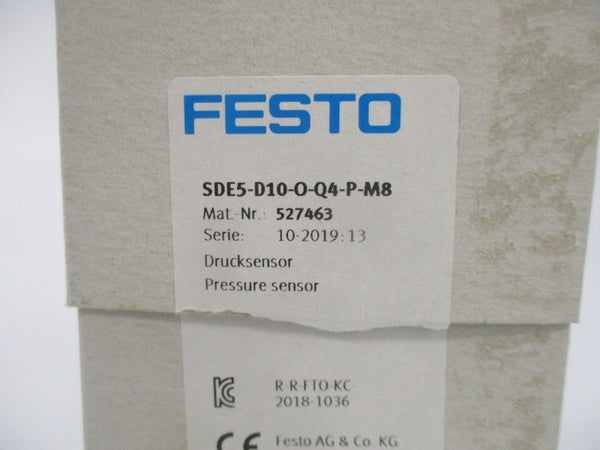 FESTO
SDE5-D10-O-Q4-P-M8
Mat.-Nr.: 527463
Serie: 10-2019:13
Drucksensor
Pressure sensor
R-R-FTO-KC-
2018-1036
CE Festo AG & Co. KG